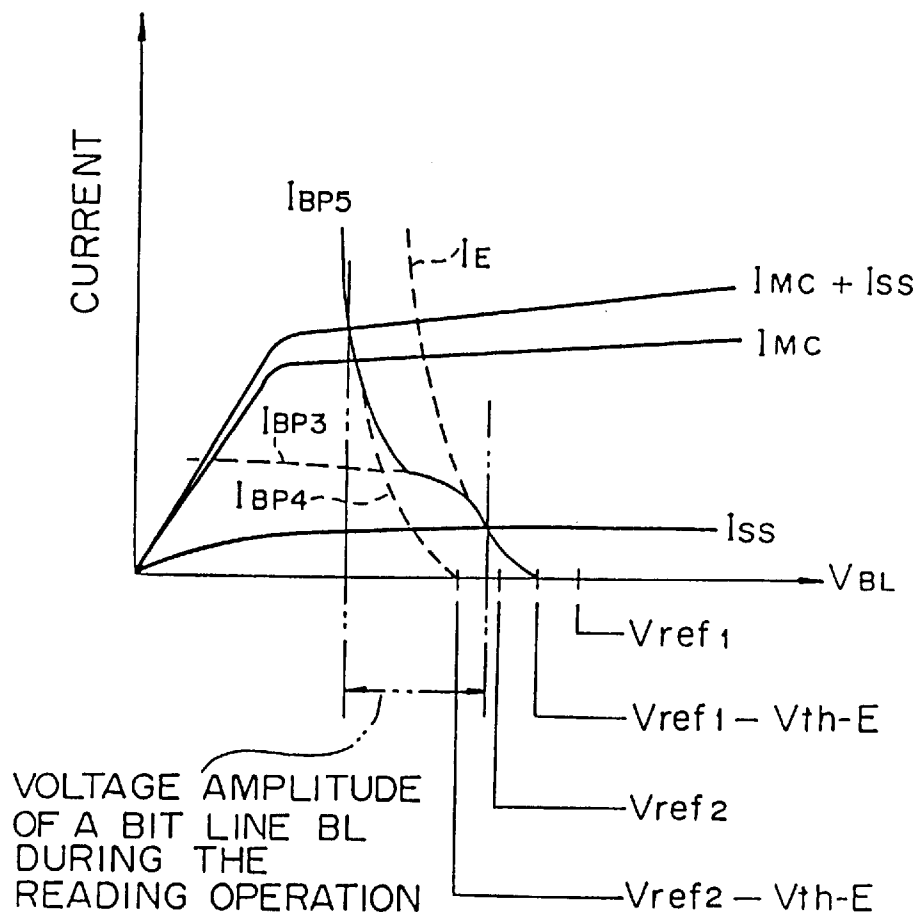 CURRENT
IBP5
IE
IMC + ISS
IMC
IBP3
IBP4
ISS
VBL
Vref1
Vref1 – Vth-E
Vref2
Vref2 – Vth-E
VOLTAGE AMPLITUDE
OF A BIT LINE BL
DURING THE
READING OPERATION